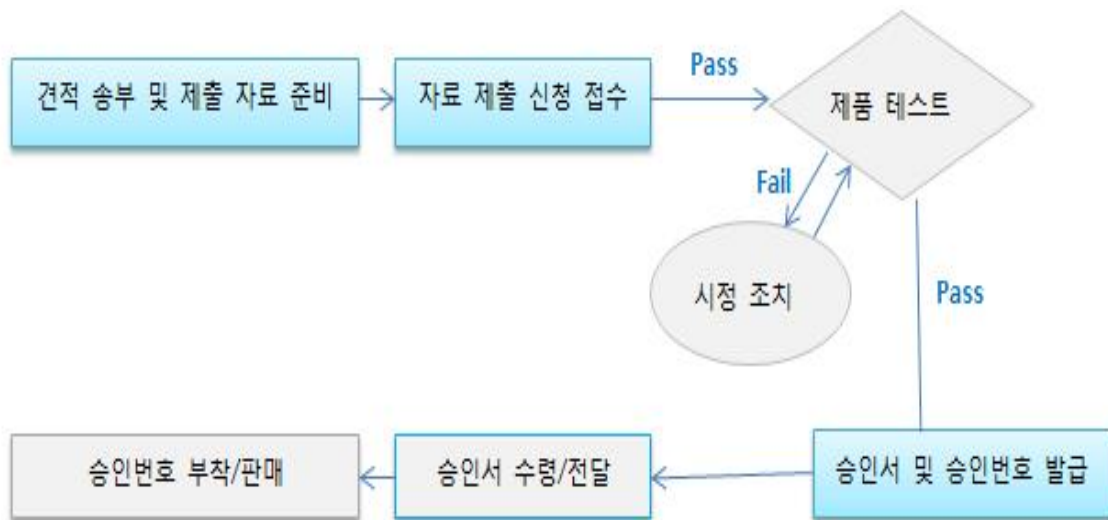 견적 송부 및 제출 자료 준비
자료 제출 신청 접수
Pass
제품 테스트
Fail
시정 조치
Pass
승인서 및 승인번호 발급
승인서 수령/전달
승인번호 부착/판매